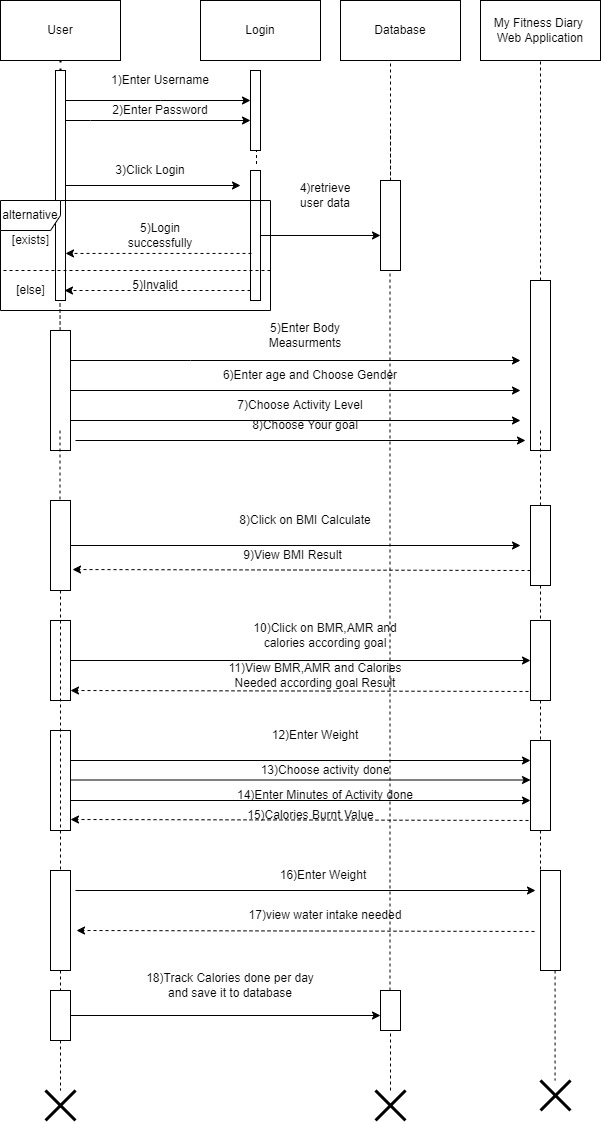 User
Login
Database
My Fitness Diary
Web Application
1)Enter Username
2)Enter Password
3)Click Login
4)retrieve
user data
alternative
[exists]
5)Login
successfully
[else]
5)Invalid
5)Enter Body
Measurments
6)Enter age and Choose Gender
7)Choose Activity Level
8)Choose Your goal
8)Click on BMI Calculate
9)View BMI Result
10)Click on BMR,AMR and
calories according goal
11)View BMR,AMR and Calories
Needed according goal Result
12)Enter Weight
13)Choose activity done
14)Enter Minutes of Activity done
15)Calories Burnt Value
16)Enter Weight
17)view water intake needed
18)Track Calories done per day
and save it to database